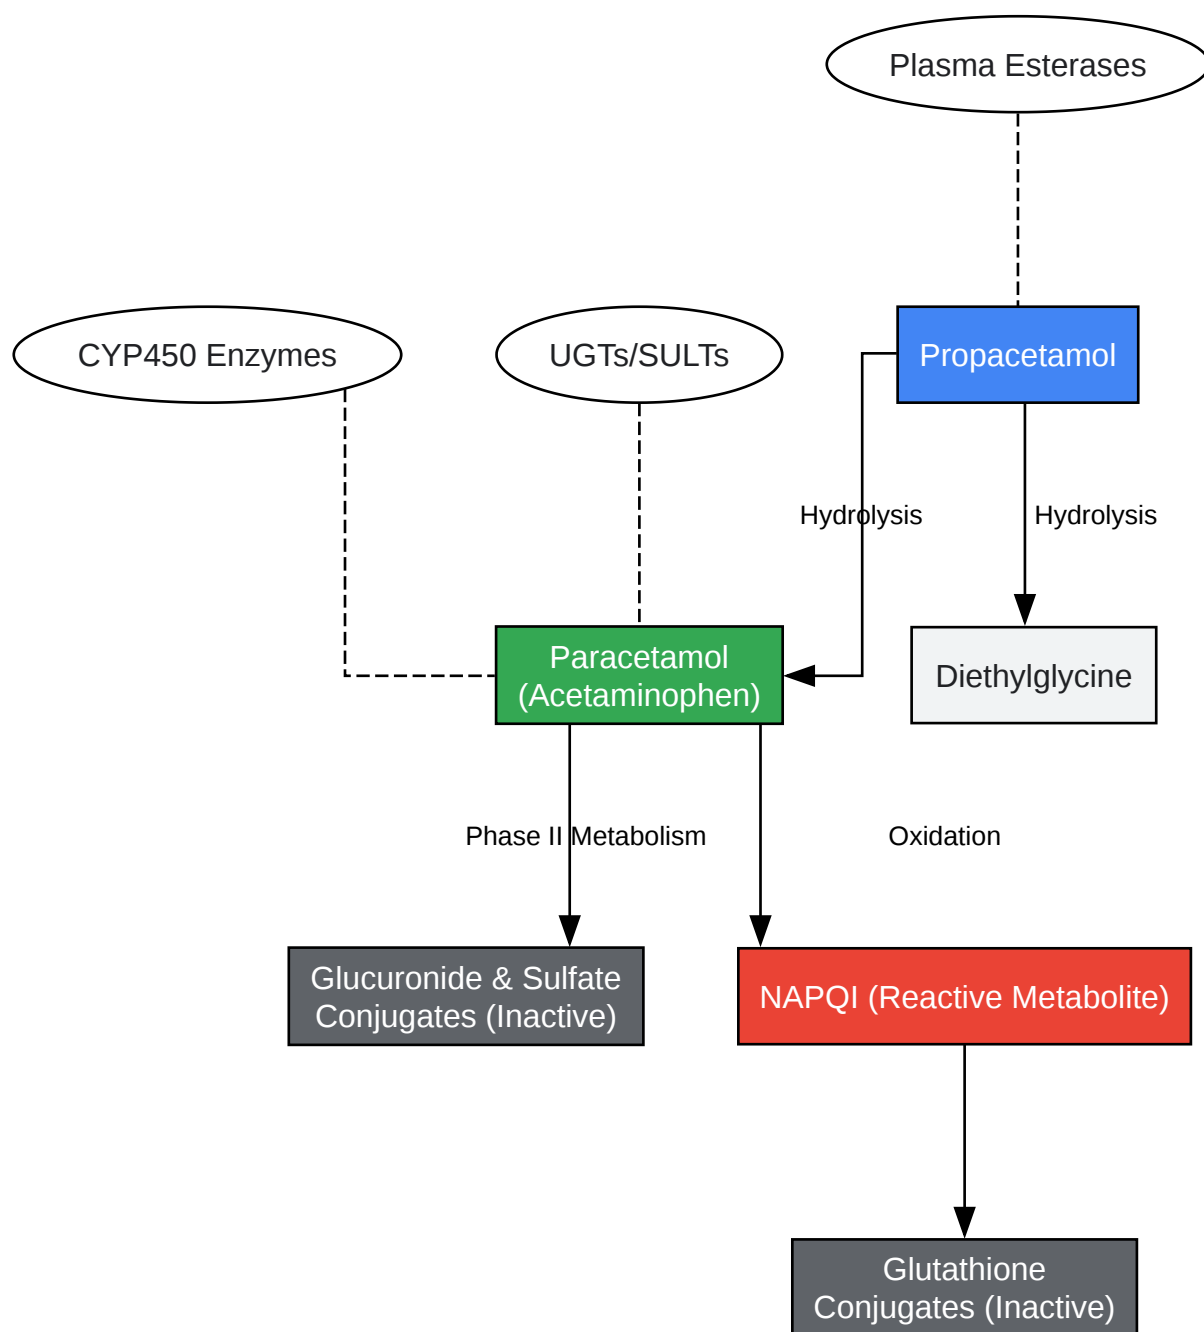 Plasma Esterases
CYP450 Enzymes
UGTs/SULTs
Propacetamol
Hydrolysis
Hydrolysis
Paracetamol
(Acetaminophen)
Diethylglycine
Phase II Metabolism
Oxidation
Glucuronide & Sulfate
Conjugates (Inactive)
NAPQI (Reactive Metabolite)
Glutathione
Conjugates (Inactive)